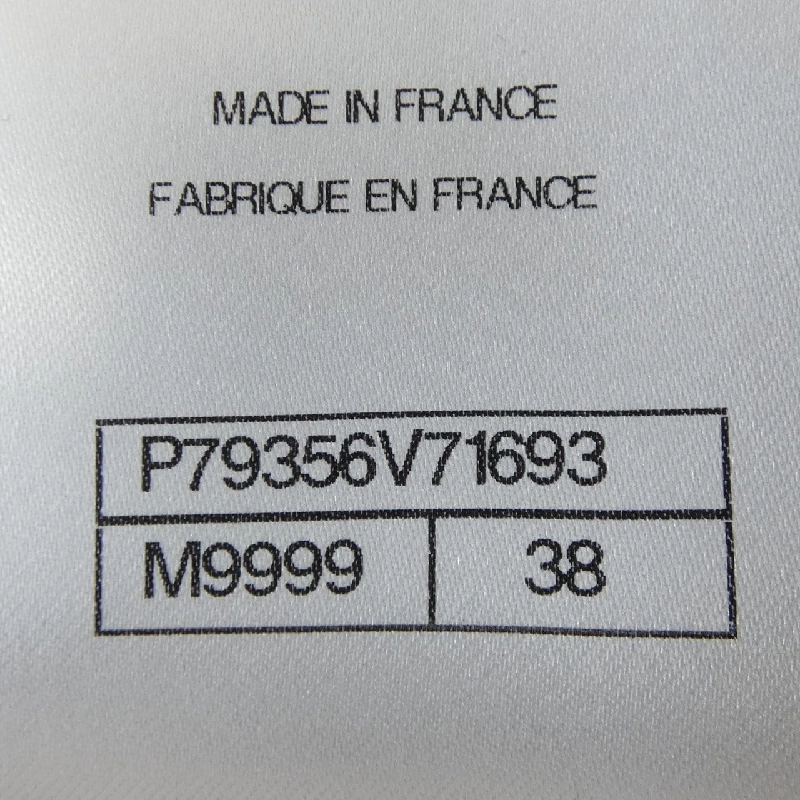 MADE IN FRANCE
FABRIQUE EN FRANCE
P79356V71693
M9999 38